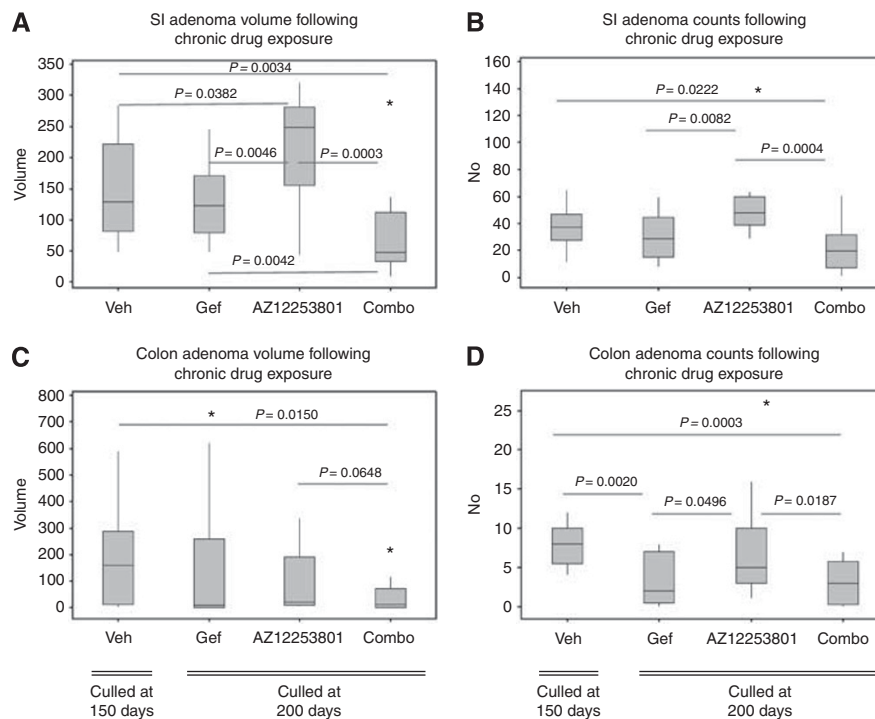 A
SI adenoma volume following
chronic drug exposure
350
300
250
200
150
100
50
0
Volume
P = 0.0034
*
P = 0.0382
P = 0.0046
P = 0.0003
P = 0.0042
Veh Gef AZ12253801 Combo
B
SI adenoma counts following
chronic drug exposure
160
140
120
100
80
60
40
20
0
No
*
P = 0.0222
P = 0.0082
P = 0.0004
Veh Gef AZ12253801 Combo
C
Colon adenoma volume following
chronic drug exposure
800
700
600
500
400
300
200
100
0
Volume
* P = 0.0150
P = 0.0648
*
Veh Gef AZ12253801 Combo
Culled at
150 days
Culled at
200 days
D
Colon adenoma counts following
chronic drug exposure
25
20
15
10
5
0
No
*
P = 0.0003
P = 0.0020
P = 0.0496
P = 0.0187
Veh Gef AZ12253801 Combo
Culled at
150 days
Culled at
200 days